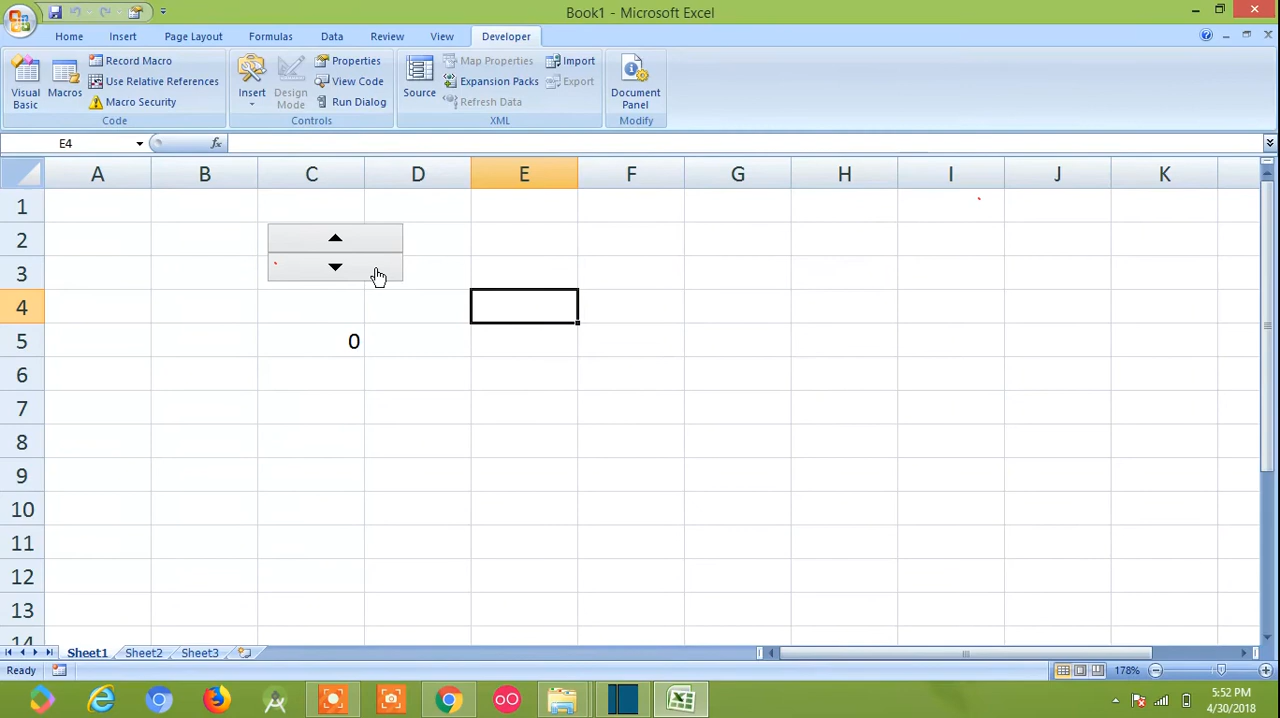 Book1 - Microsoft Excel
Home Insert Page Layout Formulas Data Review View Developer
Visual Basic
Macros
Record Macro
Use Relative References
Macro Security
Code
Insert
Design Mode
Properties
View Code
Run Dialog
Controls
Source
Map Properties
Expansion Packs
Refresh Data
Import
Export
XML
Document Panel
Modify
E4
fx
A B C D E F G H I J K
1
2
3
4
5 0
6
7
8
9
10
11
12
13
14
Sheet1 Sheet2 Sheet3
Ready 178%
5:52 PM
4/30/2018